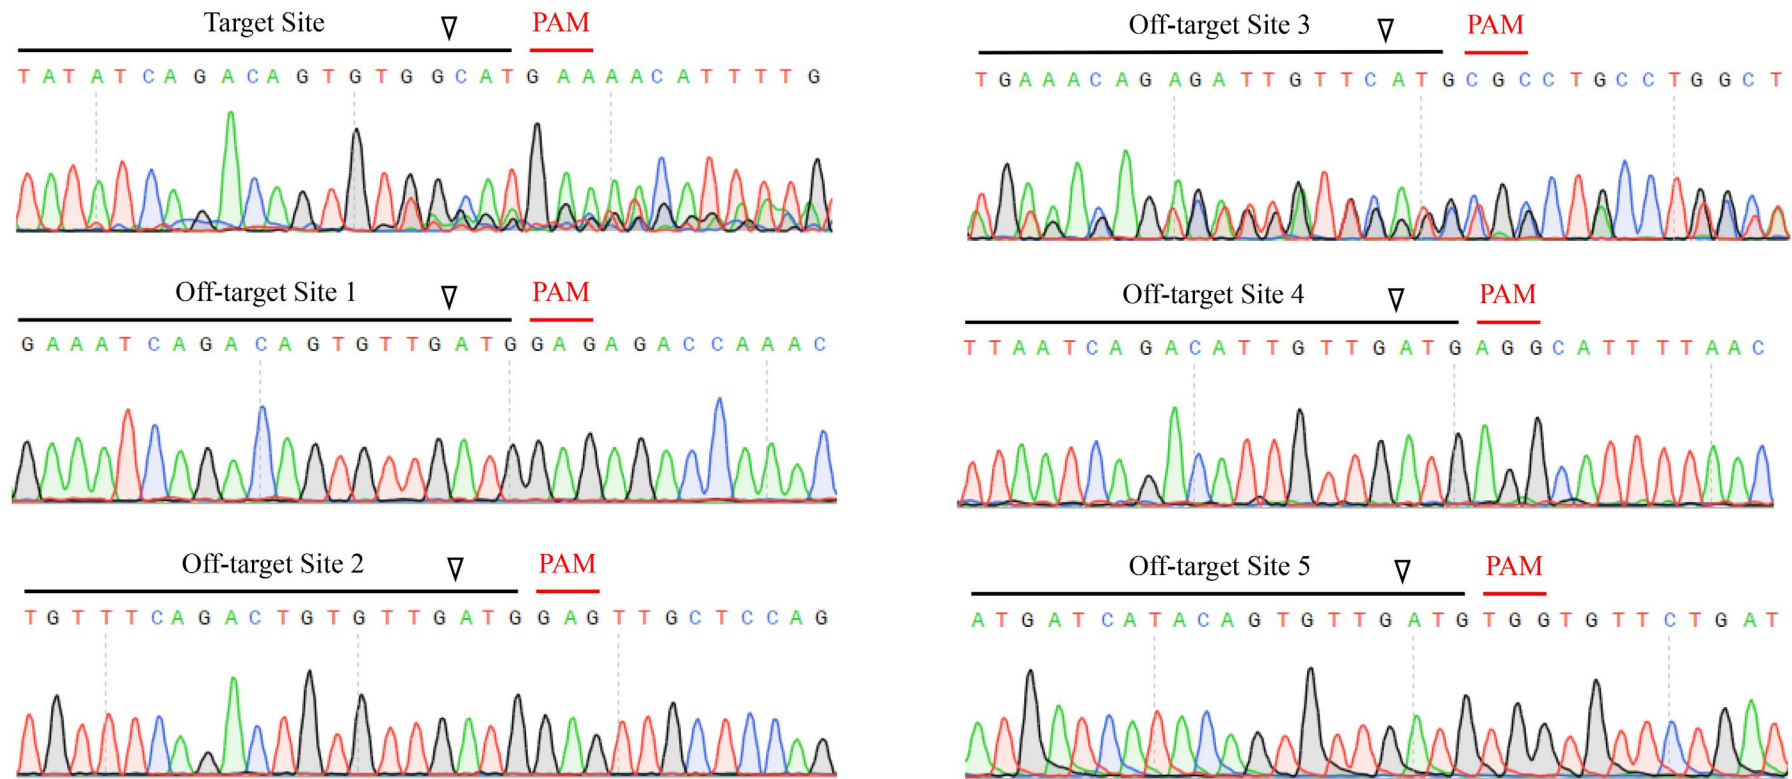 Target Site PAM
TATATCAGACAGTGTGGCATGAAAACATTTTG
Off-target Site 1 PAM
GAAATCAGACAGTGTTGATGGAGAGACCAAAC
Off-target Site 2 PAM
TGTTTCAGACTGTGTTGATGGAGTTGCTCCAG
Off-target Site 3 PAM
TGAAACAGAGATTGTTCATGCGCCTGCCTGGCT
Off-target Site 4 PAM
TTAATCAGACATTGTTGATGAGGCATTTTAAC
Off-target Site 5 PAM
ATGATCATACAGTGTTGATGTGGTGTTCTGAT